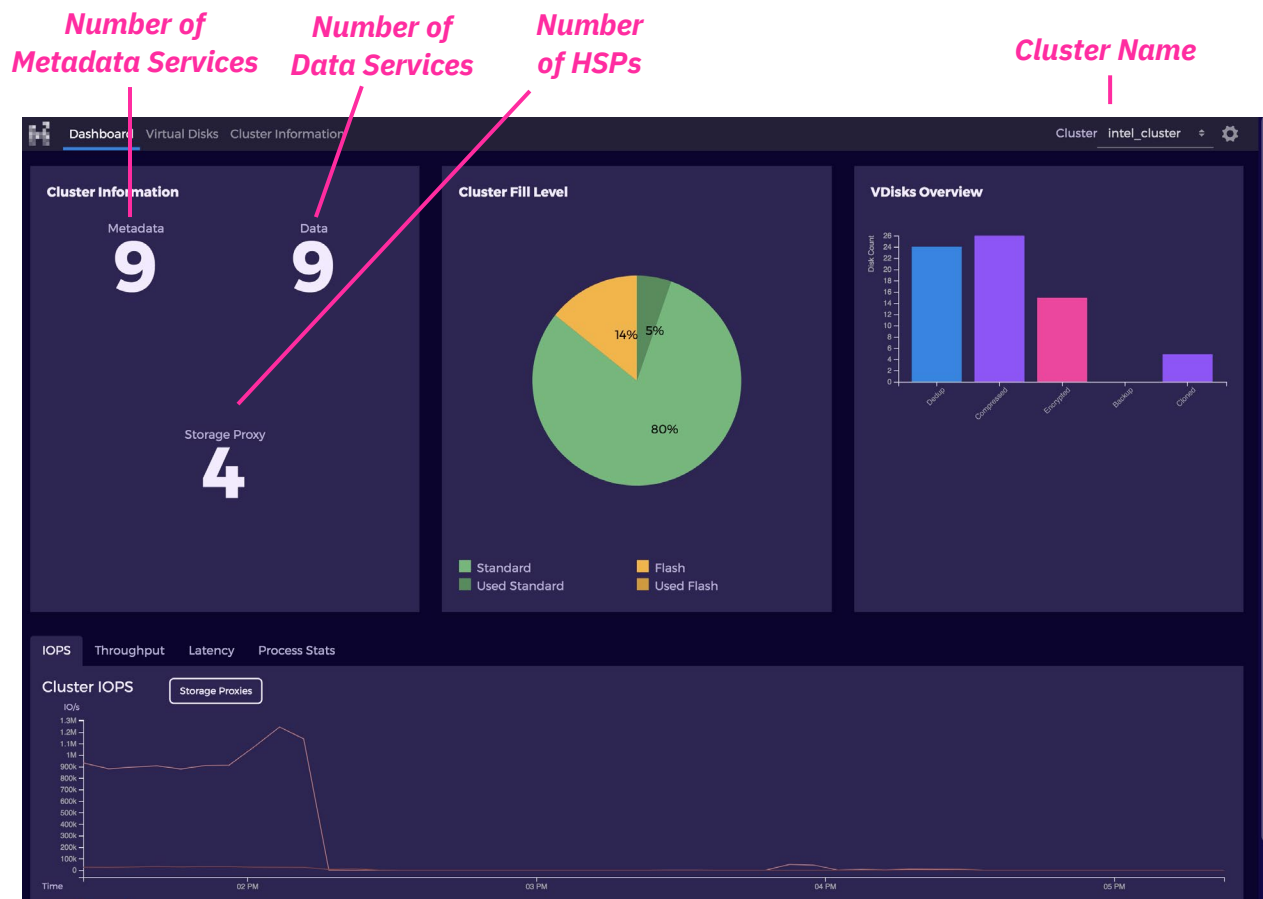 Number of
Metadata Services
Number of
Data Services
Number
of HSPs
Cluster Name
Dashboard Virtual Disks Cluster Information
Cluster intel_cluster
Cluster Information
Metadata
9
Data
9
Storage Proxy
4
Cluster Fill Level
14%
5%
80%
Standard
Flash
Used Standard
Used Flash
VDisks Overview
Disk Count
26
24
22
20
18
16
14
12
10
8
6
4
2
0
Dedup
Compressed
Encrypted
Backup
Cloned
IOPS Throughput Latency Process Stats
Cluster IOPS
Storage Proxies
IO/s
1.3M
1.2M
1.1M
1M
900k
800k
700k
600k
500k
400k
300k
200k
100k
0
Time
02 PM
03 PM
04 PM
05 PM